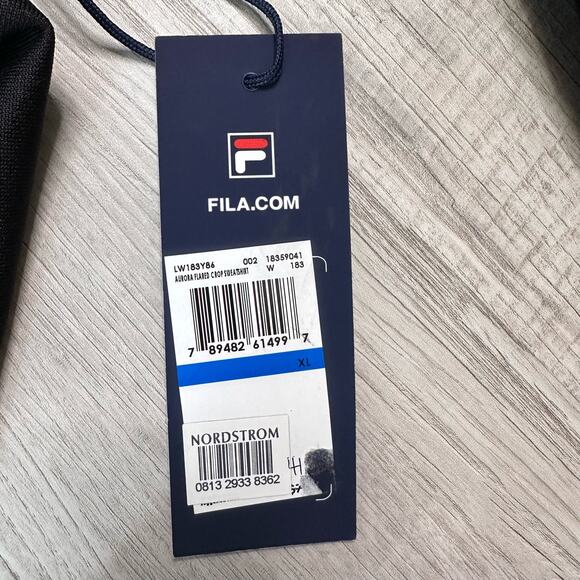 F
FILA.COM
LW183Y86 002 18359041
AURORA FLARED CROP SWEATSHIRT W 183
7 89482 61499 7
XL
NORDSTROM
0813 2933 8362